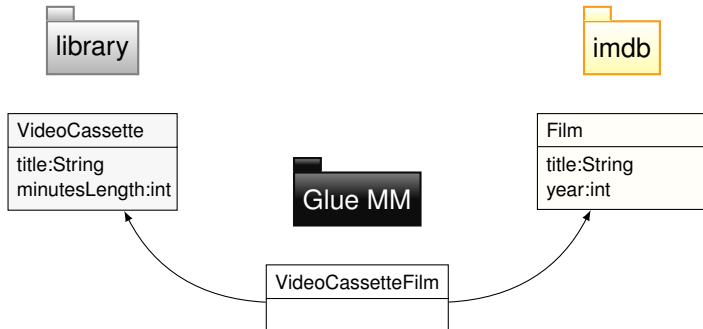 library
imdb
VideoCassette
title:String
minutesLength:int
Film
title:String
year:int
Glue MM
VideoCassetteFilm